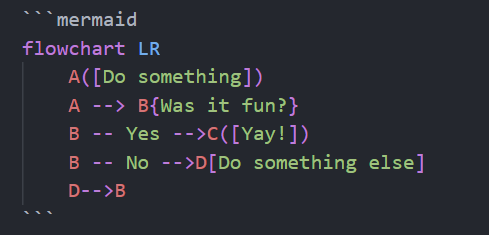 ```mermaid
flowchart LR
    A([Do something])
    A --> B{Was it fun?}
    B -- Yes -->C([Yay!])
    B -- No -->D[Do something else]
    D-->B
```